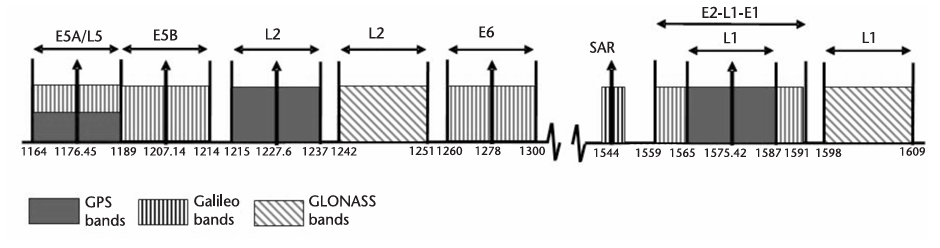 E2-L1-E1
E5A/L5 E5B L2 L2 E6 SAR L1 L1
1164 1176.45 1189 1207.14 1214 1215 1227.6 1237 1242 1251 1260 1278 1300 1544 1559 1565 1575.42 1587 1591 1598 1609
GPS
bands
Galileo
bands
GLONASS
bands